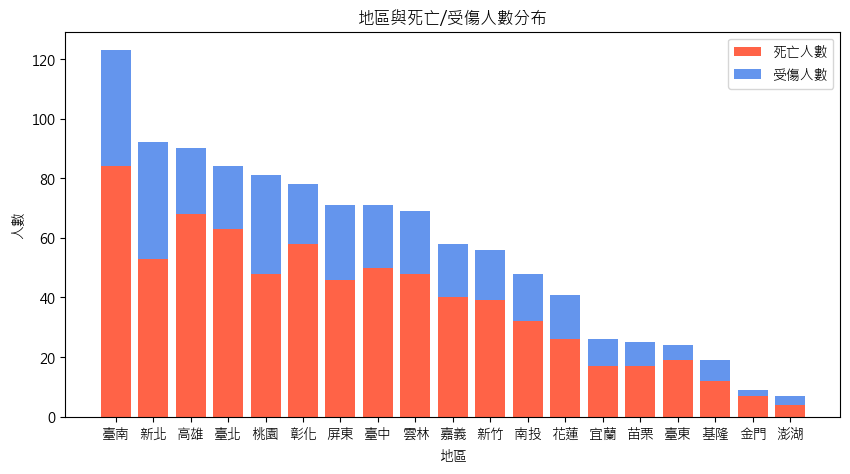 地區與死亡/受傷人數分布
死亡人數
受傷人數
人數
120
100
80
60
40
20
0
臺南 新北 高雄 臺北 桃園 彰化 屏東 臺中 雲林 嘉義 新竹 南投 花蓮 宜蘭 苗栗 臺東 基隆 金門 澎湖
地區